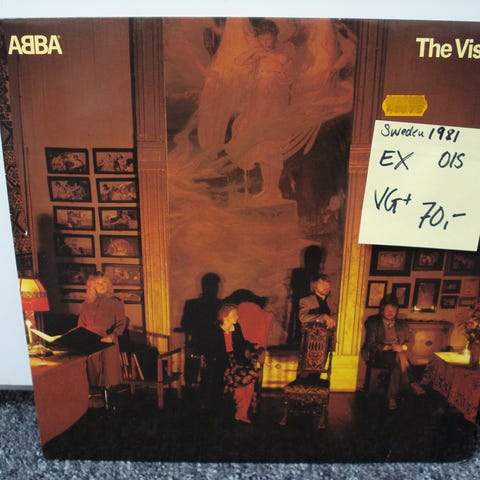 ABBA The Vis
Sweden 1981
EX OIS
VG+ 70,-